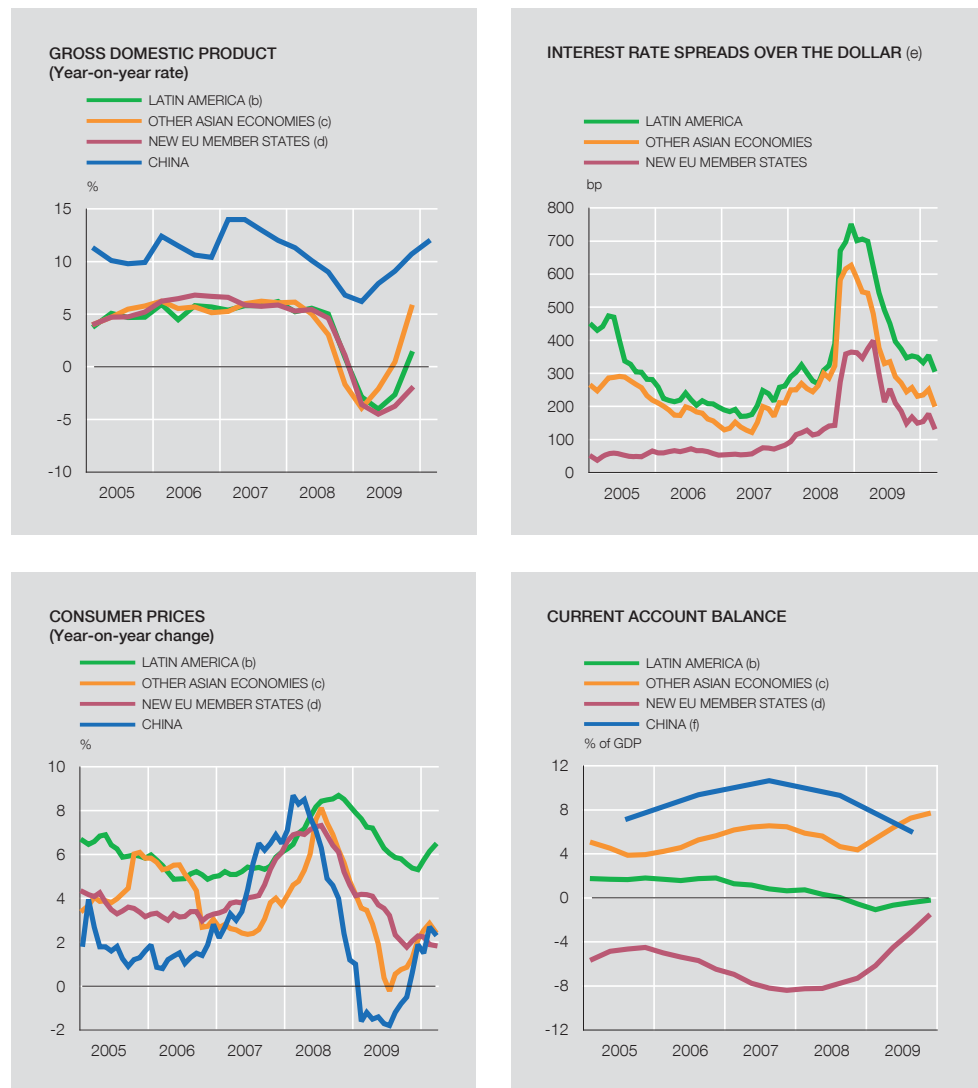 GROSS DOMESTIC PRODUCT
(Year-on-year rate)
LATIN AMERICA (b)
OTHER ASIAN ECONOMIES (c)
NEW EU MEMBER STATES (d)
CHINA
%
15
10
5
0
-5
-10
2005 2006 2007 2008 2009
INTEREST RATE SPREADS OVER THE DOLLAR (e)
LATIN AMERICA
OTHER ASIAN ECONOMIES
NEW EU MEMBER STATES
bp
800
700
600
500
400
300
200
100
0
2005 2006 2007 2008 2009
CONSUMER PRICES
(Year-on-year change)
LATIN AMERICA (b)
OTHER ASIAN ECONOMIES (c)
NEW EU MEMBER STATES (d)
CHINA
%
10
8
6
4
2
0
-2
2005 2006 2007 2008 2009
CURRENT ACCOUNT BALANCE
LATIN AMERICA (b)
OTHER ASIAN ECONOMIES (c)
NEW EU MEMBER STATES (d)
CHINA (f)
% of GDP
12
8
4
0
-4
-8
-12
2005 2006 2007 2008 2009